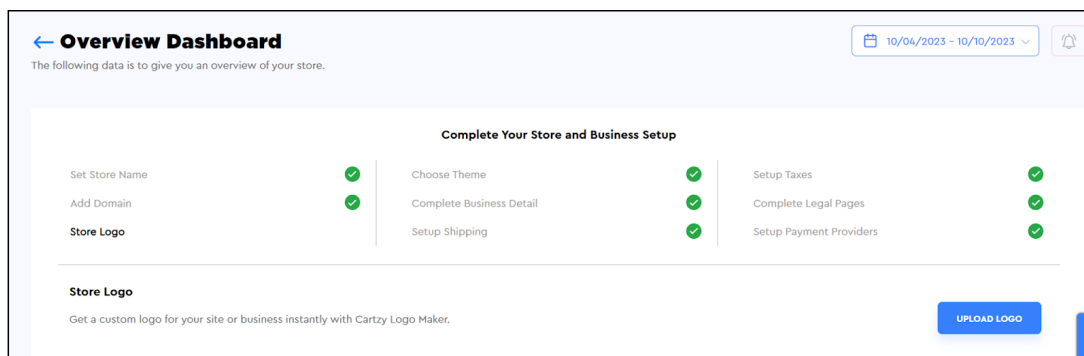 Overview Dashboard
10/04/2023 - 10/10/2023
The following data is to give you an overview of your store.
Complete Your Store and Business Setup
Set Store Name
Choose Theme
Setup Taxes
Add Domain
Complete Business Detail
Complete Legal Pages
Store Logo
Setup Shipping
Setup Payment Providers
Store Logo
Get a custom logo for your site or business instantly with Cartzy Logo Maker.
UPLOAD LOGO